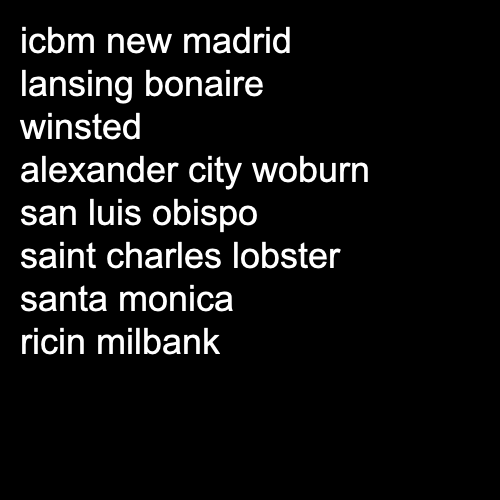 icbm new madrid
lansing bonaire
winsted
alexander city woburn
san luis obispo
saint charles lobster
santa monica
ricin milbank